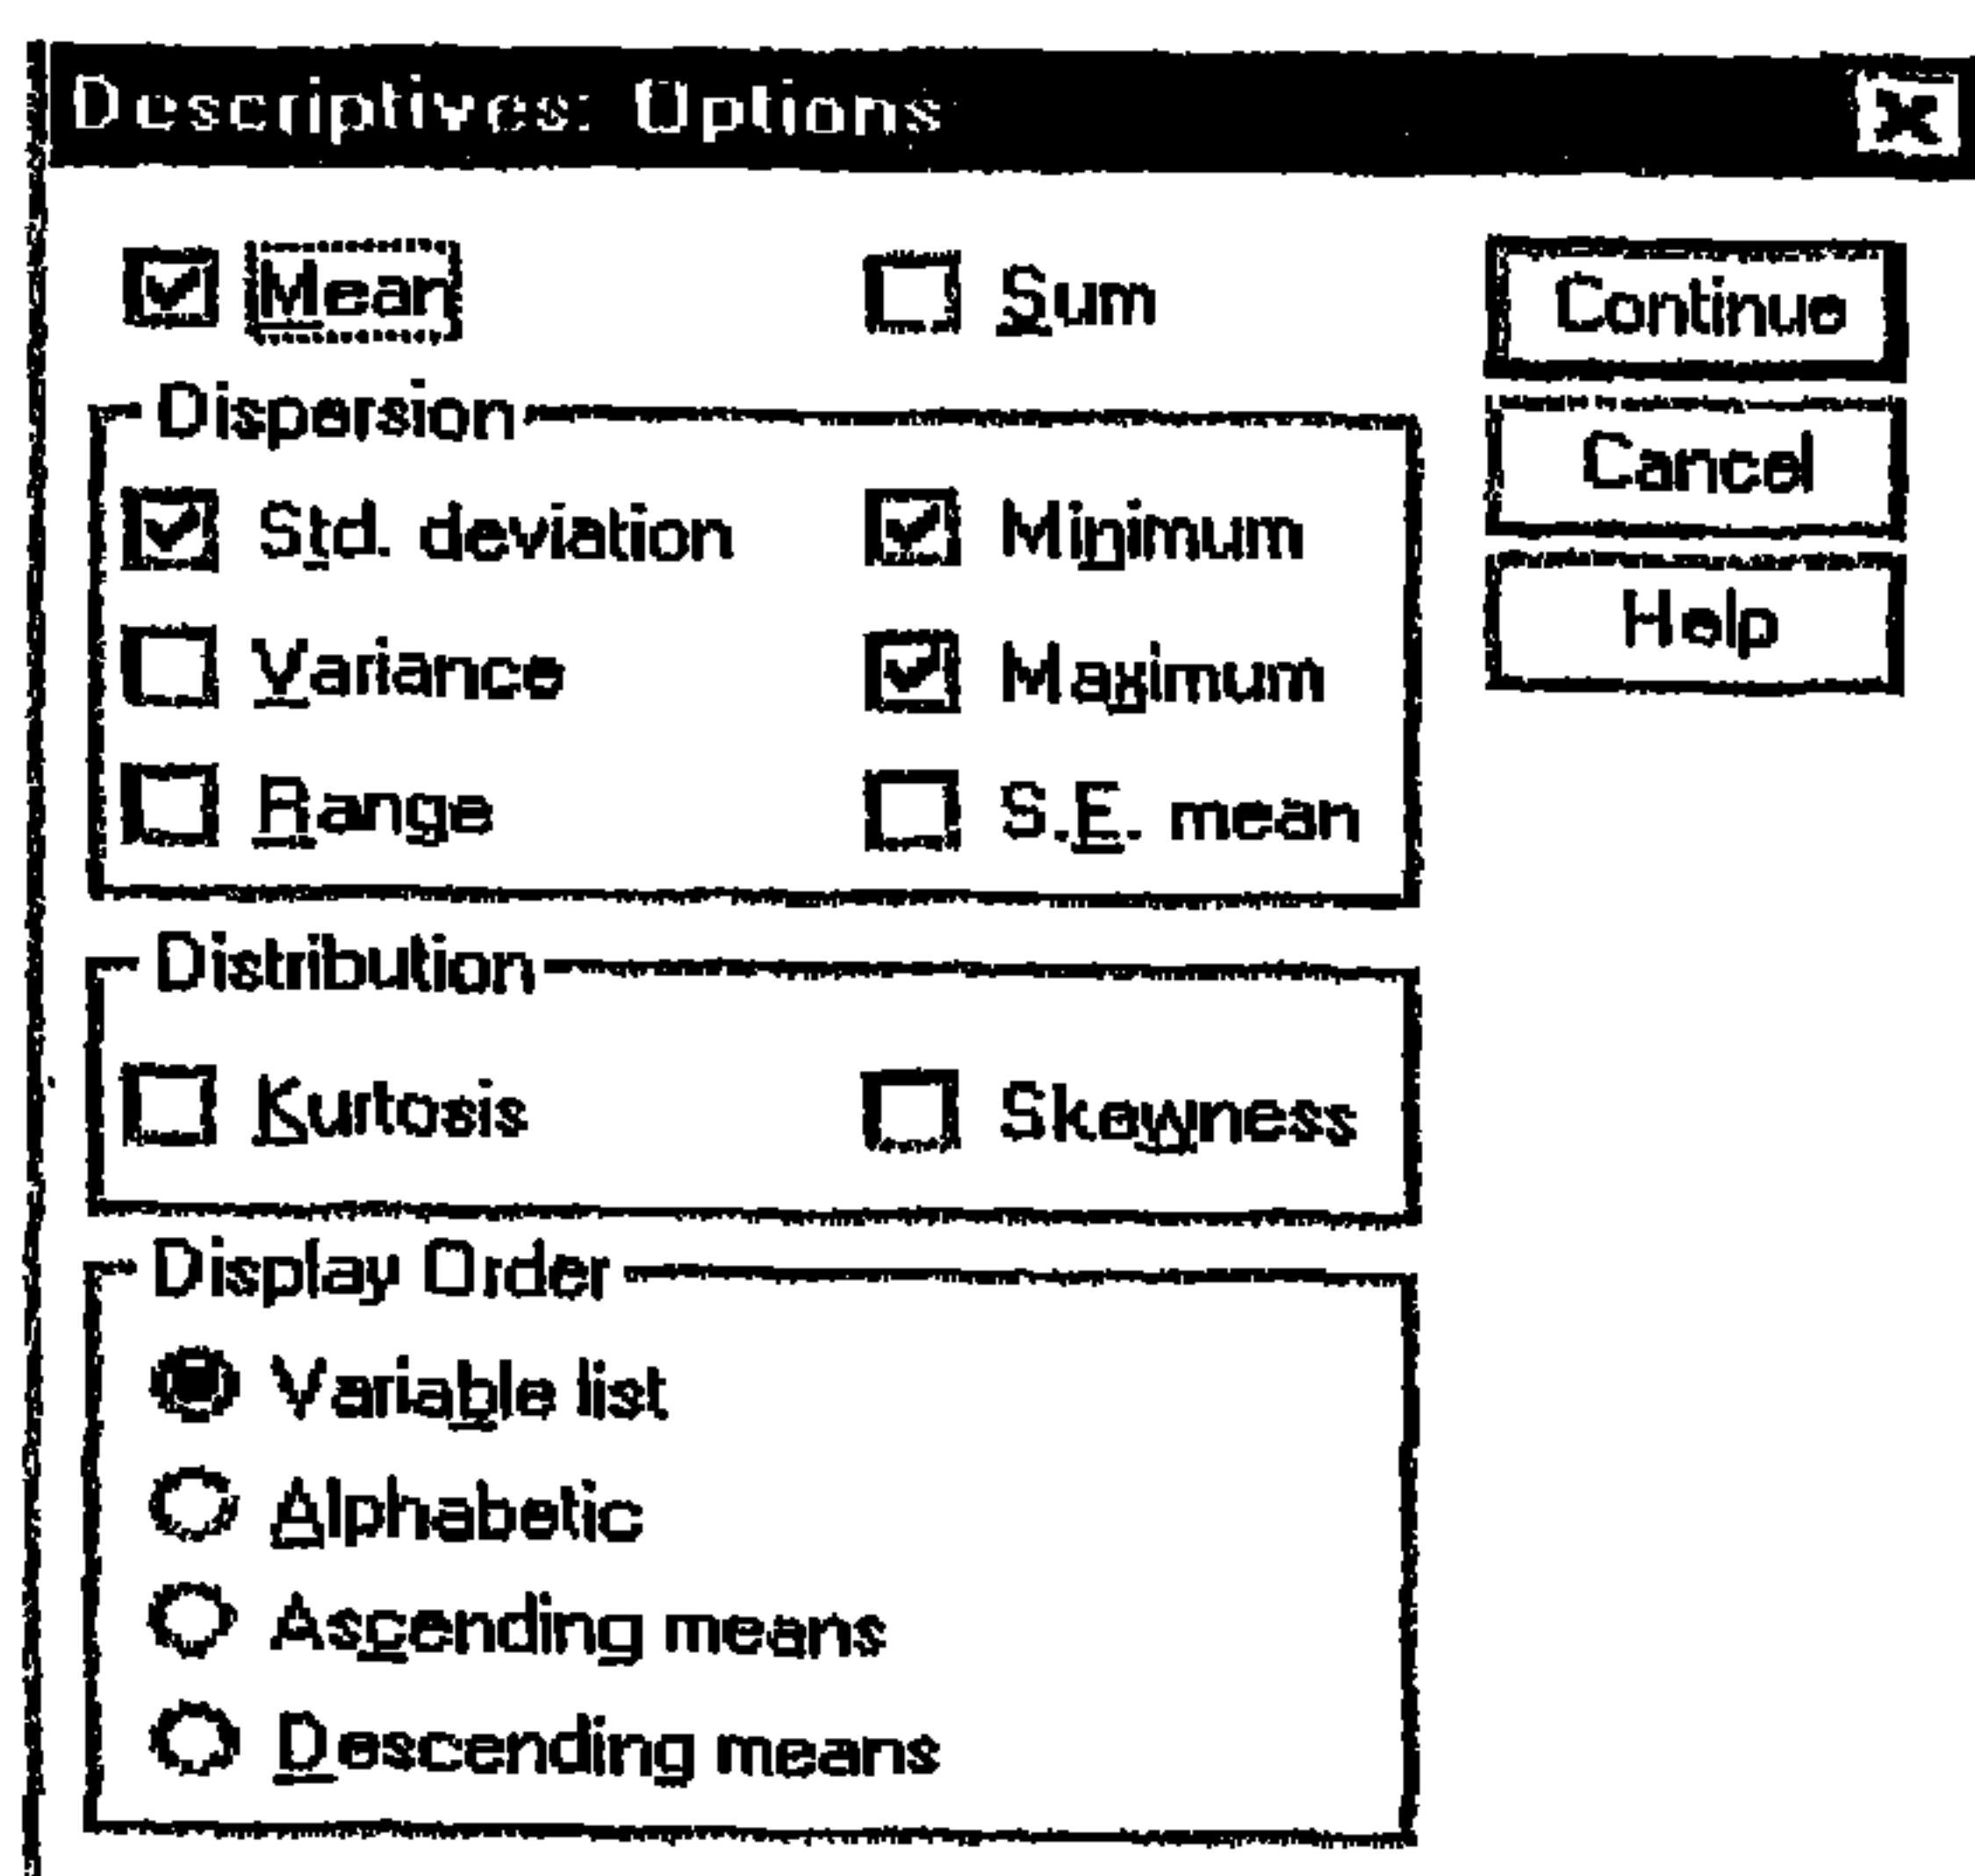 Descriptives: Options
Mean Sum Continue
Dispersion
Cancel
Std. deviation Minimum
Help
Variance Maximum
Range S.E. mean
Distribution
Kurtosis Skewness
Display Order
Variable list
Alphabetic
Ascending means
Descending means